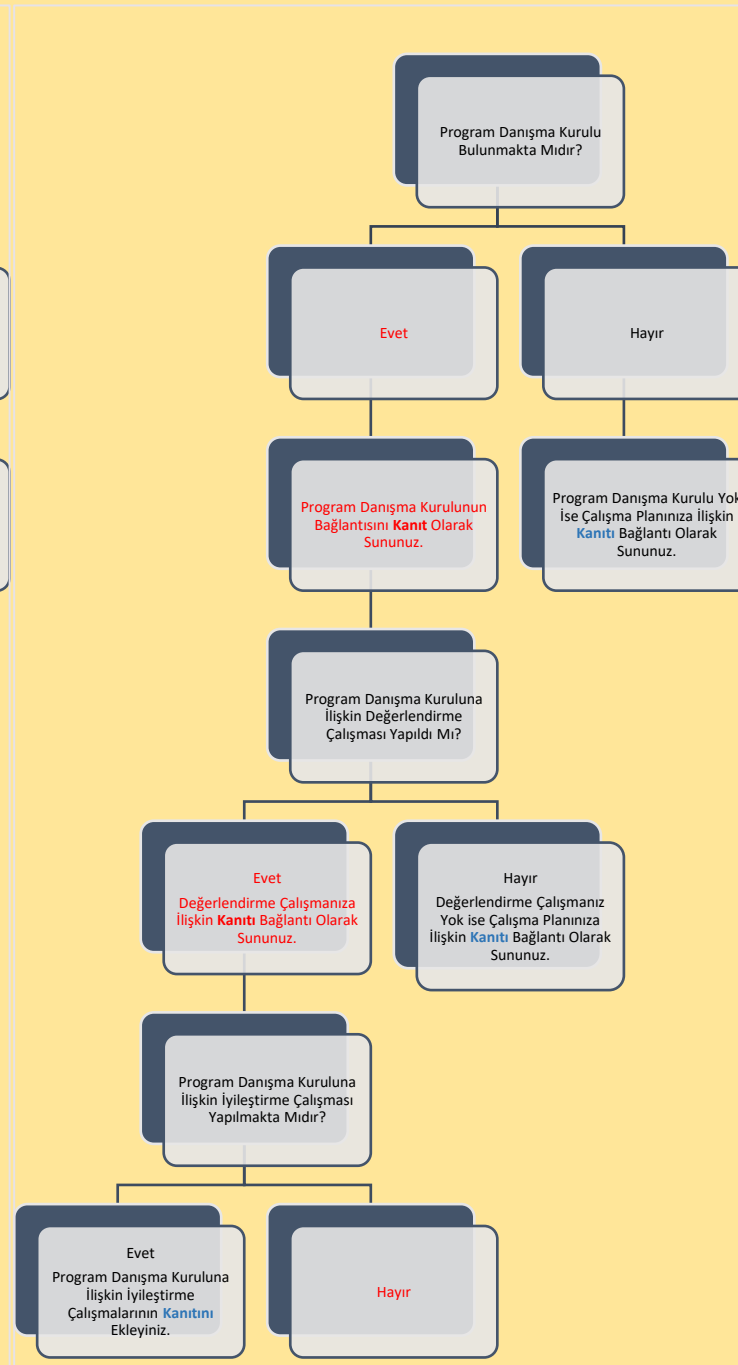 Program Danışma Kurulu
Bulunmakta Mıdır?
Evet
Hayır
Program Danışma Kurulunun
Bağlantısını Kanıt Olarak
Sununuz.
Program Danışma Kurulu Yok
İse Çalışma Planınıza İlişkin
Kanıtı Bağlantı Olarak
Sununuz.
Program Danışma Kuruluna
İlişkin Değerlendirme
Çalışması Yapıldı Mı?
Evet
Değerlendirme Çalışmanıza
İlişkin Kanıtı Bağlantı Olarak
Sununuz.
Hayır
Değerlendirme Çalışmanız
Yok ise Çalışma Planınıza
İlişkin Kanıtı Bağlantı Olarak
Sununuz.
Program Danışma Kuruluna
İlişkin İyileştirme Çalışması
Yapılmakta Mıdır?
Evet
Program Danışma Kuruluna
İlişkin İyileştirme
Çalışmalarının Kanıtını
Ekleyiniz.
Hayır